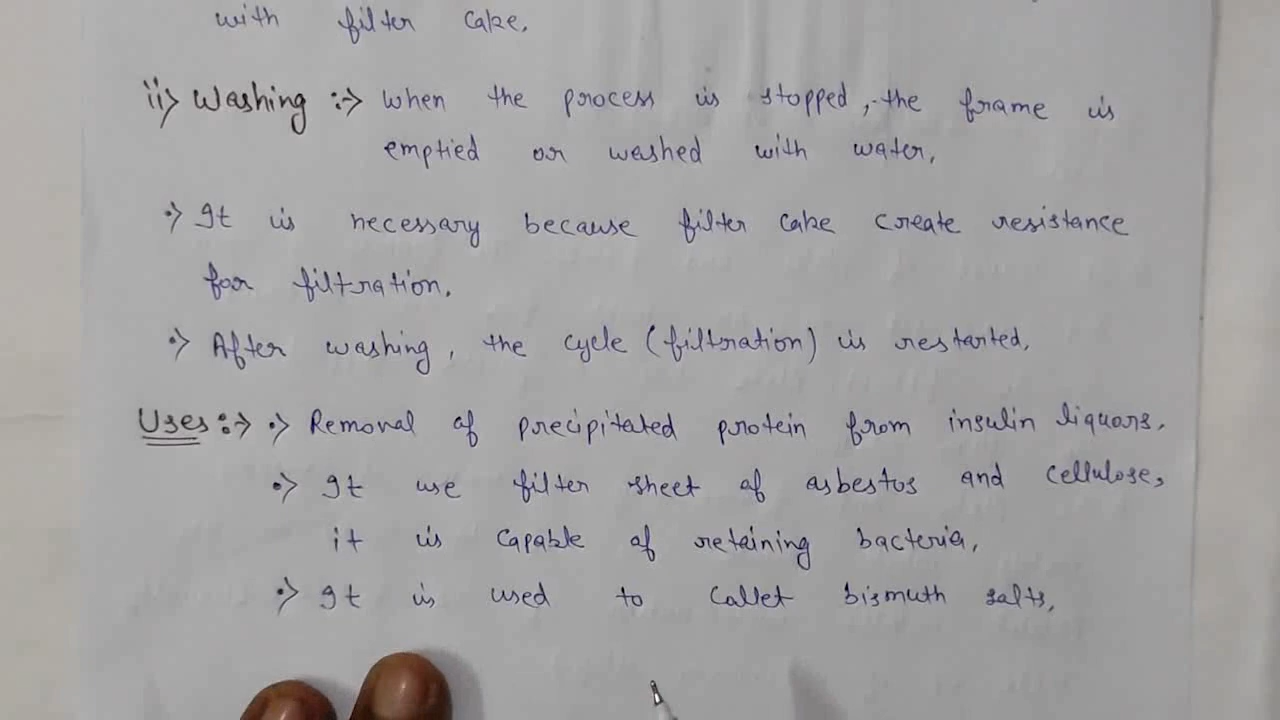 with filter cake.
ii> Washing :-> When the process is stopped, the frame is
emptied or washed with water.
·> It is necessary because filter cake create resistance
for filtration.
·> After washing, the cycle (filtration) is restarted.
Uses :-> ·> Removal of precipitated protein from insulin liquors.
·> It use filter sheet of asbestos and cellulose,
it is capable of retaining bacteria.
·> It is used to collet bismuth salts.